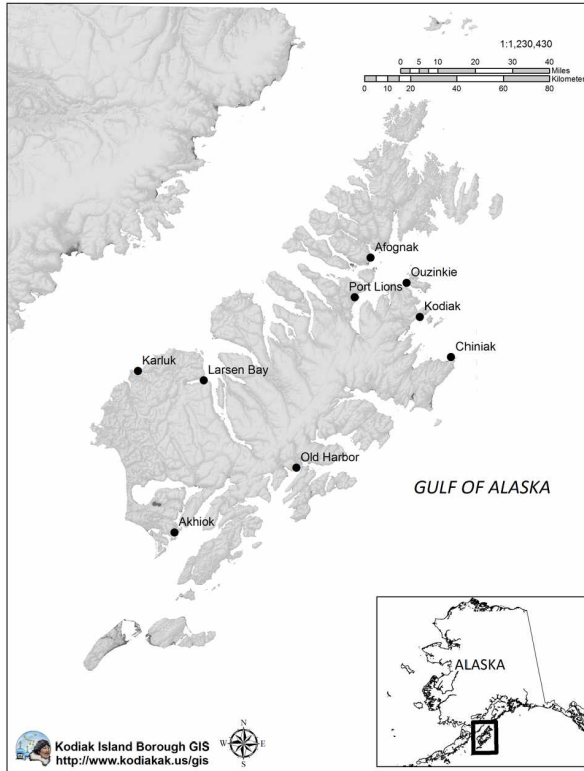 1:1,230,430
0 5 10 20 30 40
Miles
Kilometer
0 10 20 40 60 80
Afognak
Ouzinkie
Port Lions
Kodiak
Chiniak
Karluk
Larsen Bay
Old Harbor
GULF OF ALASKA
Akhiok
ALASKA
N
W E
S
Kodiak Island Borough GIS
http://www.kodiakak.us/gis